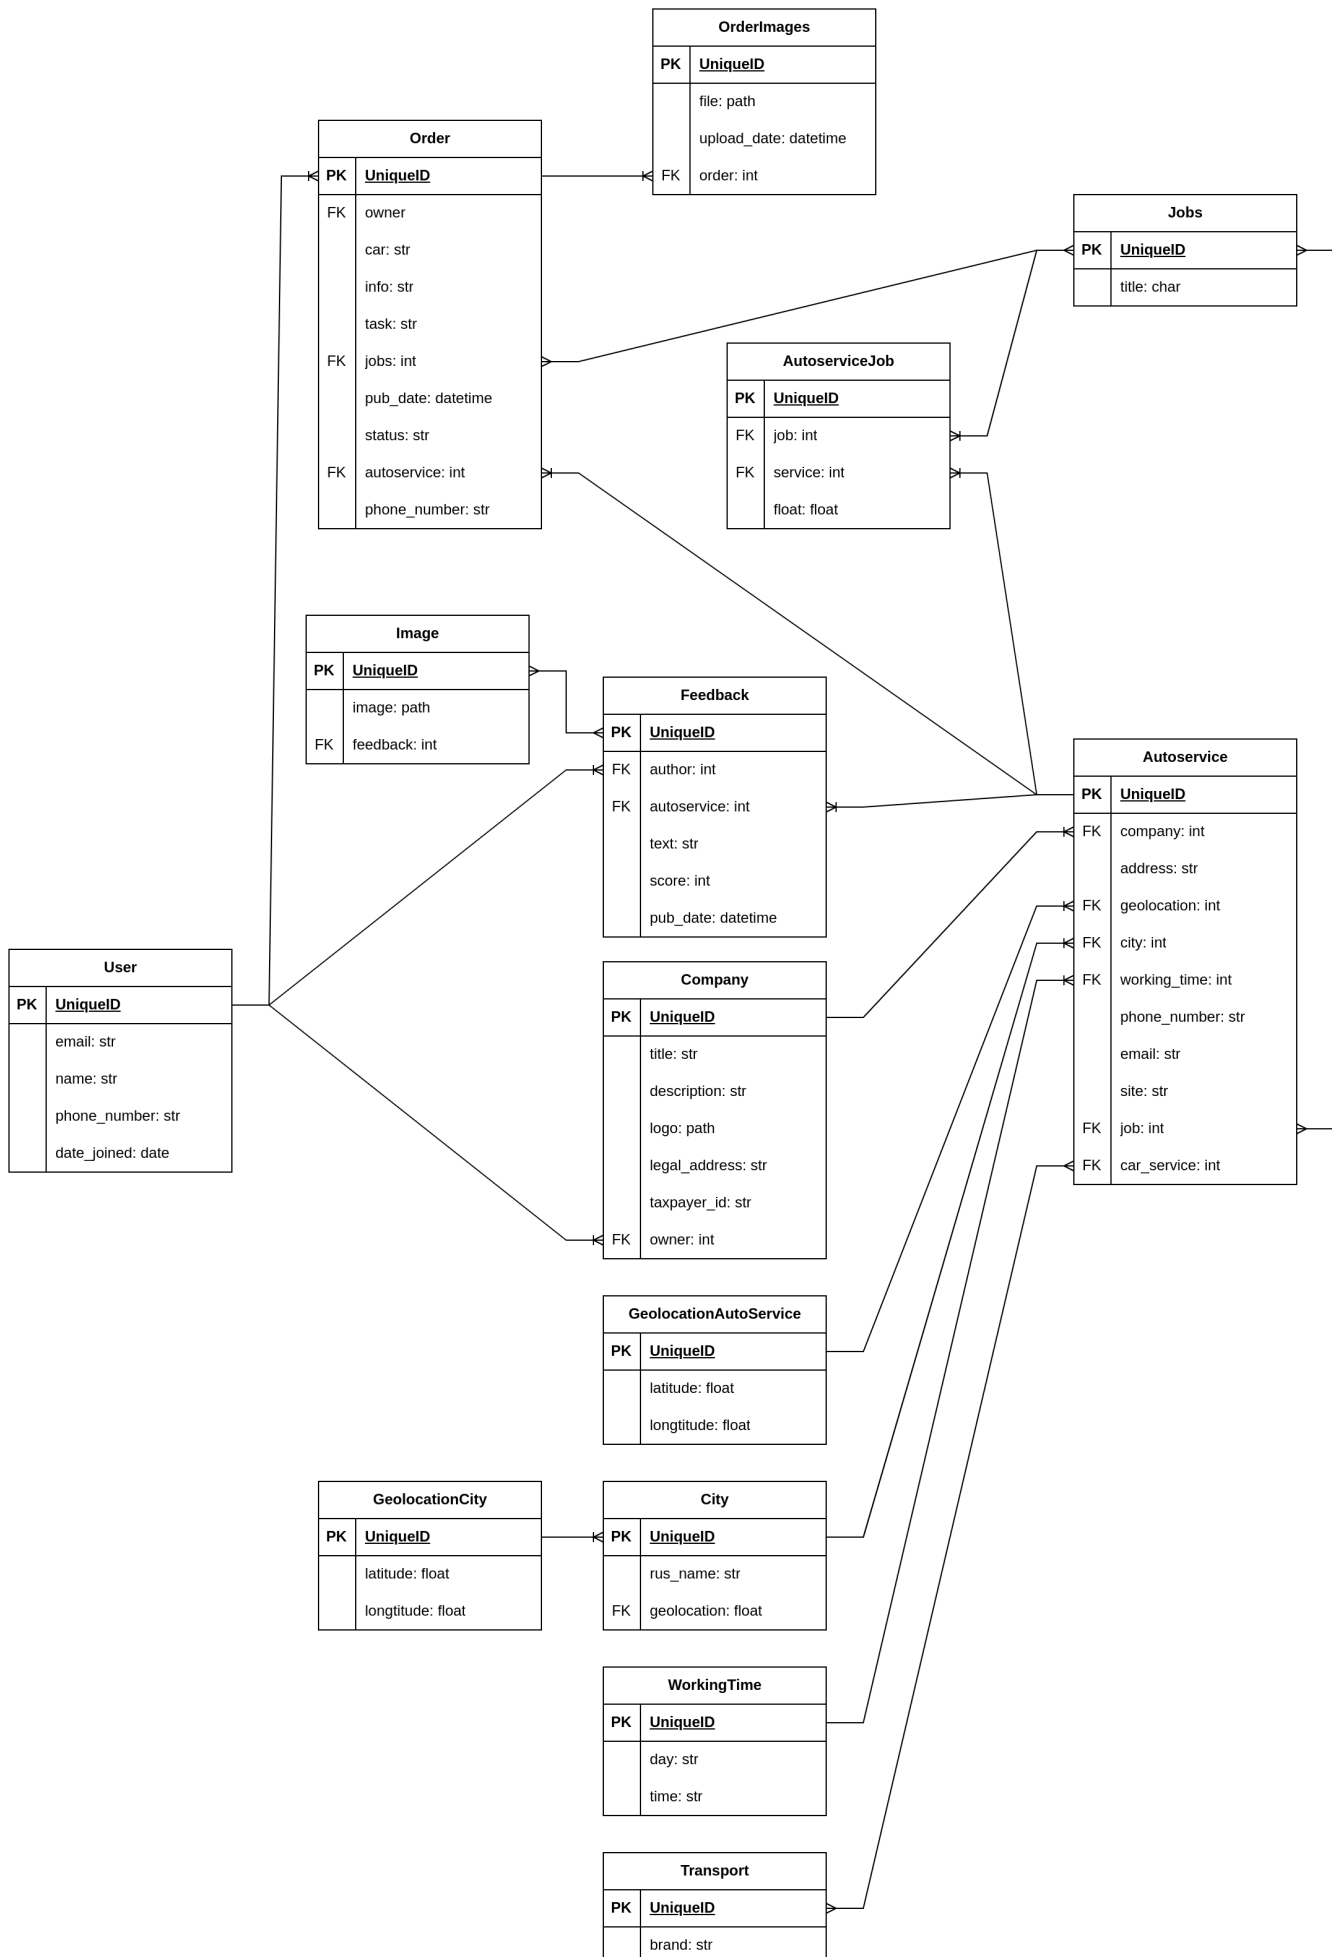 OrderImages
PK UniqueID
file: path
upload_date: datetime
FK order: int
Order
PK UniqueID
FK owner
car: str
info: str
task: str
FK jobs: int
pub_date: datetime
status: str
FK autoservice: int
phone_number: str
Jobs
PK UniqueID
title: char
AutoserviceJob
PK UniqueID
FK job: int
FK service: int
float: float
Image
PK UniqueID
image: path
FK feedback: int
Feedback
PK UniqueID
FK author: int
FK autoservice: int
text: str
score: int
pub_date: datetime
Autoservice
PK UniqueID
FK company: int
address: str
FK geolocation: int
FK city: int
FK working_time: int
phone_number: str
email: str
site: str
FK job: int
FK car_service: int
User
PK UniqueID
email: str
name: str
phone_number: str
date_joined: date
Company
PK UniqueID
title: str
description: str
logo: path
legal_address: str
taxpayer_id: str
FK owner: int
GeolocationAutoService
PK UniqueID
latitude: float
longtitude: float
GeolocationCity
PK UniqueID
latitude: float
longtitude: float
City
PK UniqueID
rus_name: str
FK geolocation: float
WorkingTime
PK UniqueID
day: str
time: str
Transport
PK UniqueID
brand: str